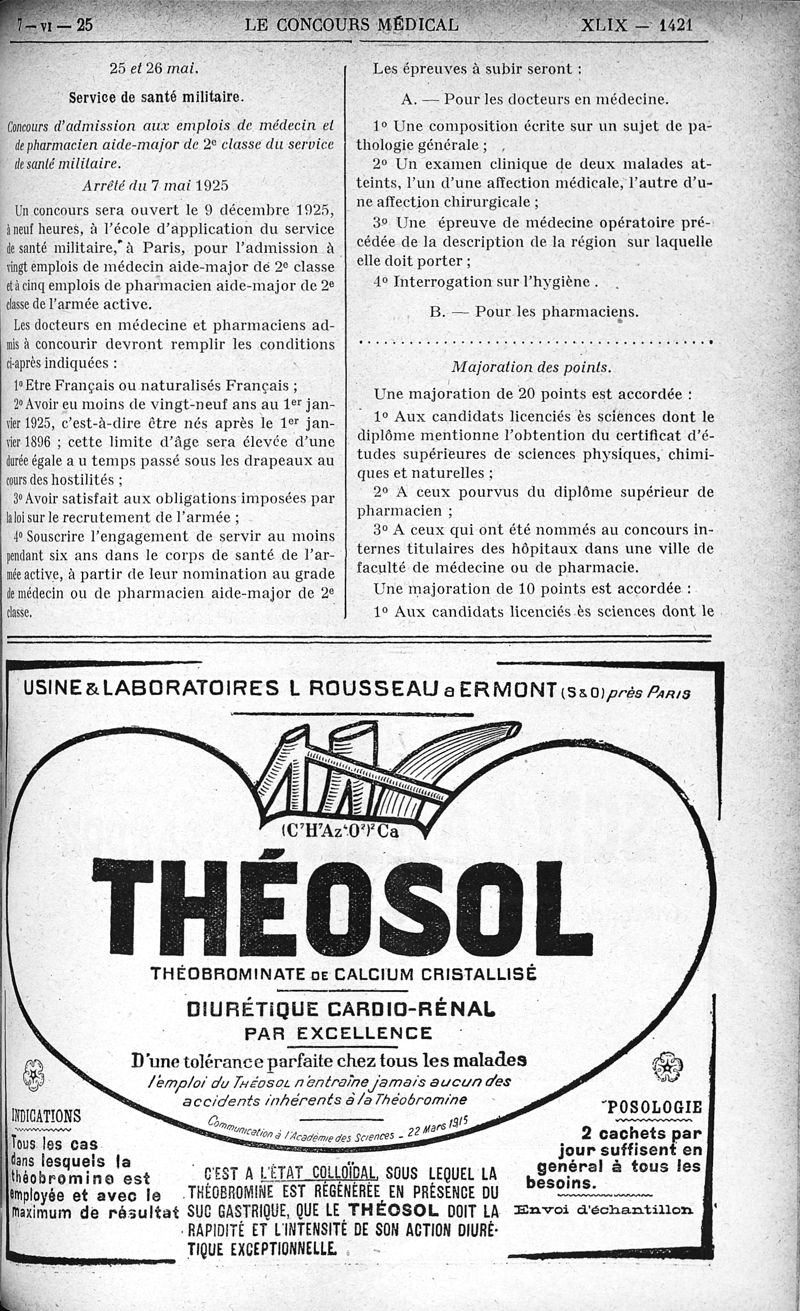 7 — VI — 25
LE CONCOURS MÉDICAL
XLIX — 1421
25 et 26 mai.
Service de santé militaire.
Concours d'admission aux emplois de médecin et
de pharmacien aide-major de 2e classe du service
de santé militaire.
Arrêté du 7 mai 1925
Un concours sera ouvert le 9 décembre 1925,
à neuf heures, à l'école d'application du service
de santé militaire, à Paris, pour l'admission à
vingt emplois de médecin aide-major de 2e classe
et à cinq emplois de pharmacien aide-major de 2e
classe de l'armée active.
Les docteurs en médecine et pharmaciens ad-
mis à concourir devront remplir les conditions
ci-après indiquées :
1o Etre Français ou naturalisés Français ;
2o Avoir eu moins de vingt-neuf ans au 1er jan-
vier 1925, c'est-à-dire être nés après le 1er jan-
vier 1896 ; cette limite d'âge sera élevée d'une
durée égale a u temps passé sous les drapeaux au
cours des hostilités ;
3o Avoir satisfait aux obligations imposées par
la loi sur le recrutement de l'armée ;
4o Souscrire l'engagement de servir au moins
pendant six ans dans le corps de santé de l'ar-
mée active, à partir de leur nomination au grade
de médecin ou de pharmacien aide-major de 2e
classe.
Les épreuves à subir seront :
A. — Pour les docteurs en médecine.
1o Une composition écrite sur un sujet de pa-
thologie générale ;
2o Un examen clinique de deux malades at-
teints, l'un d'une affection médicale, l'autre d'u-
ne affection chirurgicale ;
3o Une épreuve de médecine opératoire pré-
cédée de la description de la région sur laquelle
elle doit porter ;
4o Interrogation sur l'hygiène .
B. — Pour les pharmaciens.
. . . . . . . . . . . . . . . . . . . . . . . . . . . . . . . . . . . . . .
Majoration des points.
Une majoration de 20 points est accordée :
1o Aux candidats licenciés ès sciences dont le
diplôme mentionne l'obtention du certificat d'é-
tudes supérieures de sciences physiques, chimi-
ques et naturelles ;
2o A ceux pourvus du diplôme supérieur de
pharmacien ;
3o A ceux qui ont été nommés au concours in-
ternes titulaires des hôpitaux dans une ville de
faculté de médecine ou de pharmacie.
Une majoration de 10 points est accordée :
1o Aux candidats licenciés ès sciences dont le
USINE & LABORATOIRES L ROUSSEAU a ERMONT (S & O) près PARIS
(C⁷H⁷Az⁴O²)²Ca
THÉOSOL
THÉOBROMINATE DE CALCIUM CRISTALLISÉ
DIURÉTIQUE CARDIO-RÉNAL
PAR EXCELLENCE
D'une tolérance parfaite chez tous les malades
l'emploi du THÉOSOL n'entraîne jamais aucun des
accidents inhérents à la Théobromine
Communication à l'Académie des Sciences - 22 Mars 1915
INDICATIONS
Tous les cas
dans lesquels la
théobromine est
employée et avec le
maximum de résultat
C'EST A L'ÉTAT COLLOÏDAL, SOUS LEQUEL LA
THÉOBROMINE EST RÉGÉNÉRÉE EN PRÉSENCE DU
SUC GASTRIQUE, QUE LE THÉOSOL DOIT LA
RAPIDITÉ ET L'INTENSITÉ DE SON ACTION DIURÉ-
TIQUE EXCEPTIONNELLE.
POSOLOGIE
2 cachets par
jour suffisent en
général à tous les
besoins.
Envoi d'échantillon